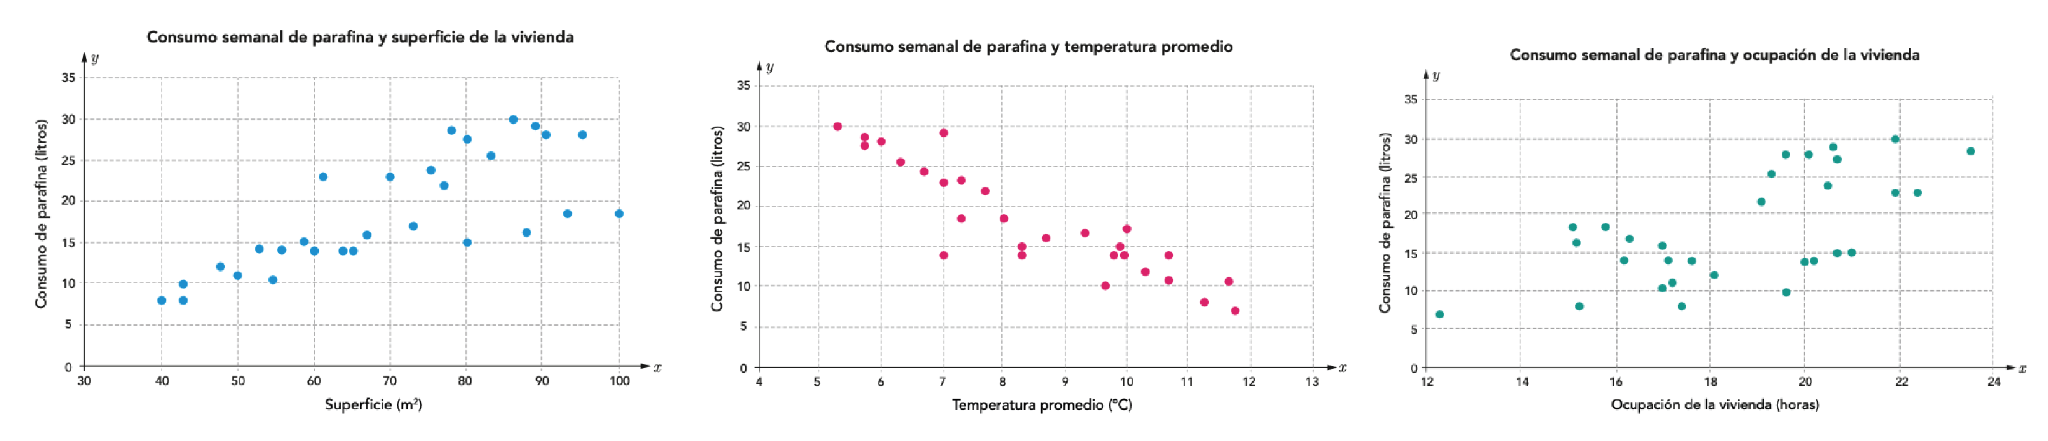 Consumo semanal de parafina y superficie de la vivienda
y
Consumo de parafina (litros)
35
30
25
20
15
10
5
0
30 40 50 60 70 80 90 100
x
Superficie (m²)
Consumo semanal de parafina y temperatura promedio
y
Consumo de parafina (litros)
35
30
25
20
15
10
5
0
4 5 6 7 8 9 10 11 12 13
x
Temperatura promedio (°C)
Consumo semanal de parafina y ocupación de la vivienda
y
Consumo de parafina (litros)
35
30
25
20
15
10
5
0
12 14 16 18 20 22 24
x
Ocupación de la vivienda (horas)